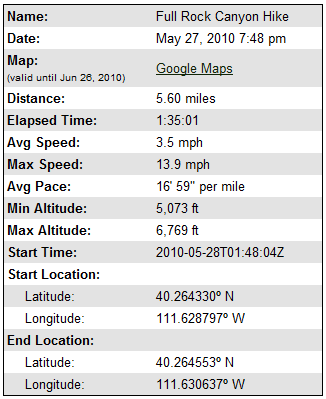 Name: Full Rock Canyon Hike
Date: May 27, 2010 7:48 pm
Map:
(valid until Jun 26, 2010) Google Maps
Distance: 5.60 miles
Elapsed Time: 1:35:01
Avg Speed: 3.5 mph
Max Speed: 13.9 mph
Avg Pace: 16' 59" per mile
Min Altitude: 5,073 ft
Max Altitude: 6,769 ft
Start Time: 2010-05-28T01:48:04Z
Start Location:
Latitude: 40.264330º N
Longitude: 111.628797º W
End Location:
Latitude: 40.264553º N
Longitude: 111.630637º W